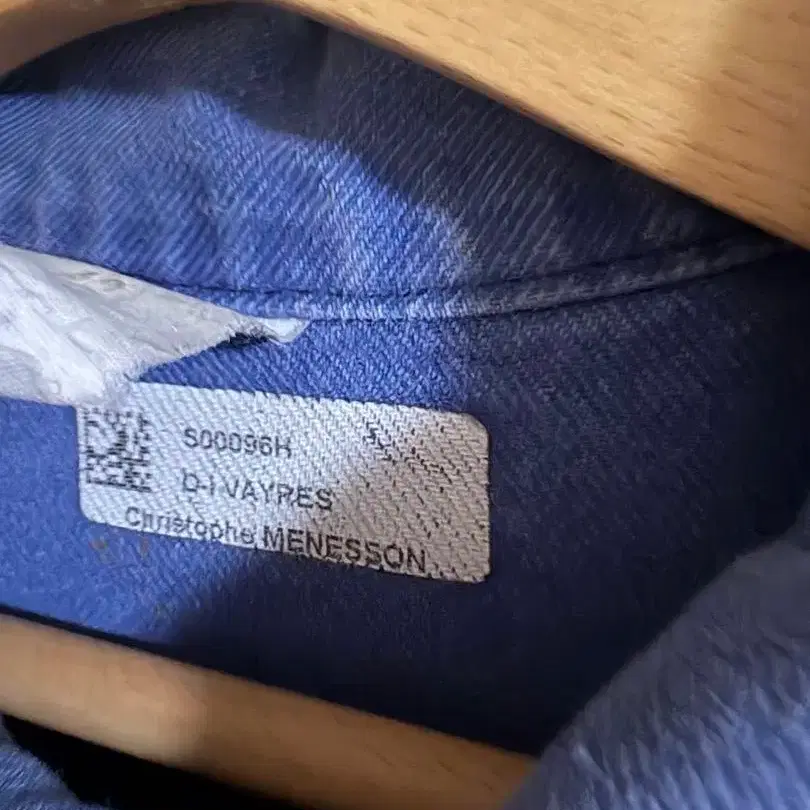 S00096H
D-I VAYRES
Christophe MENESSON